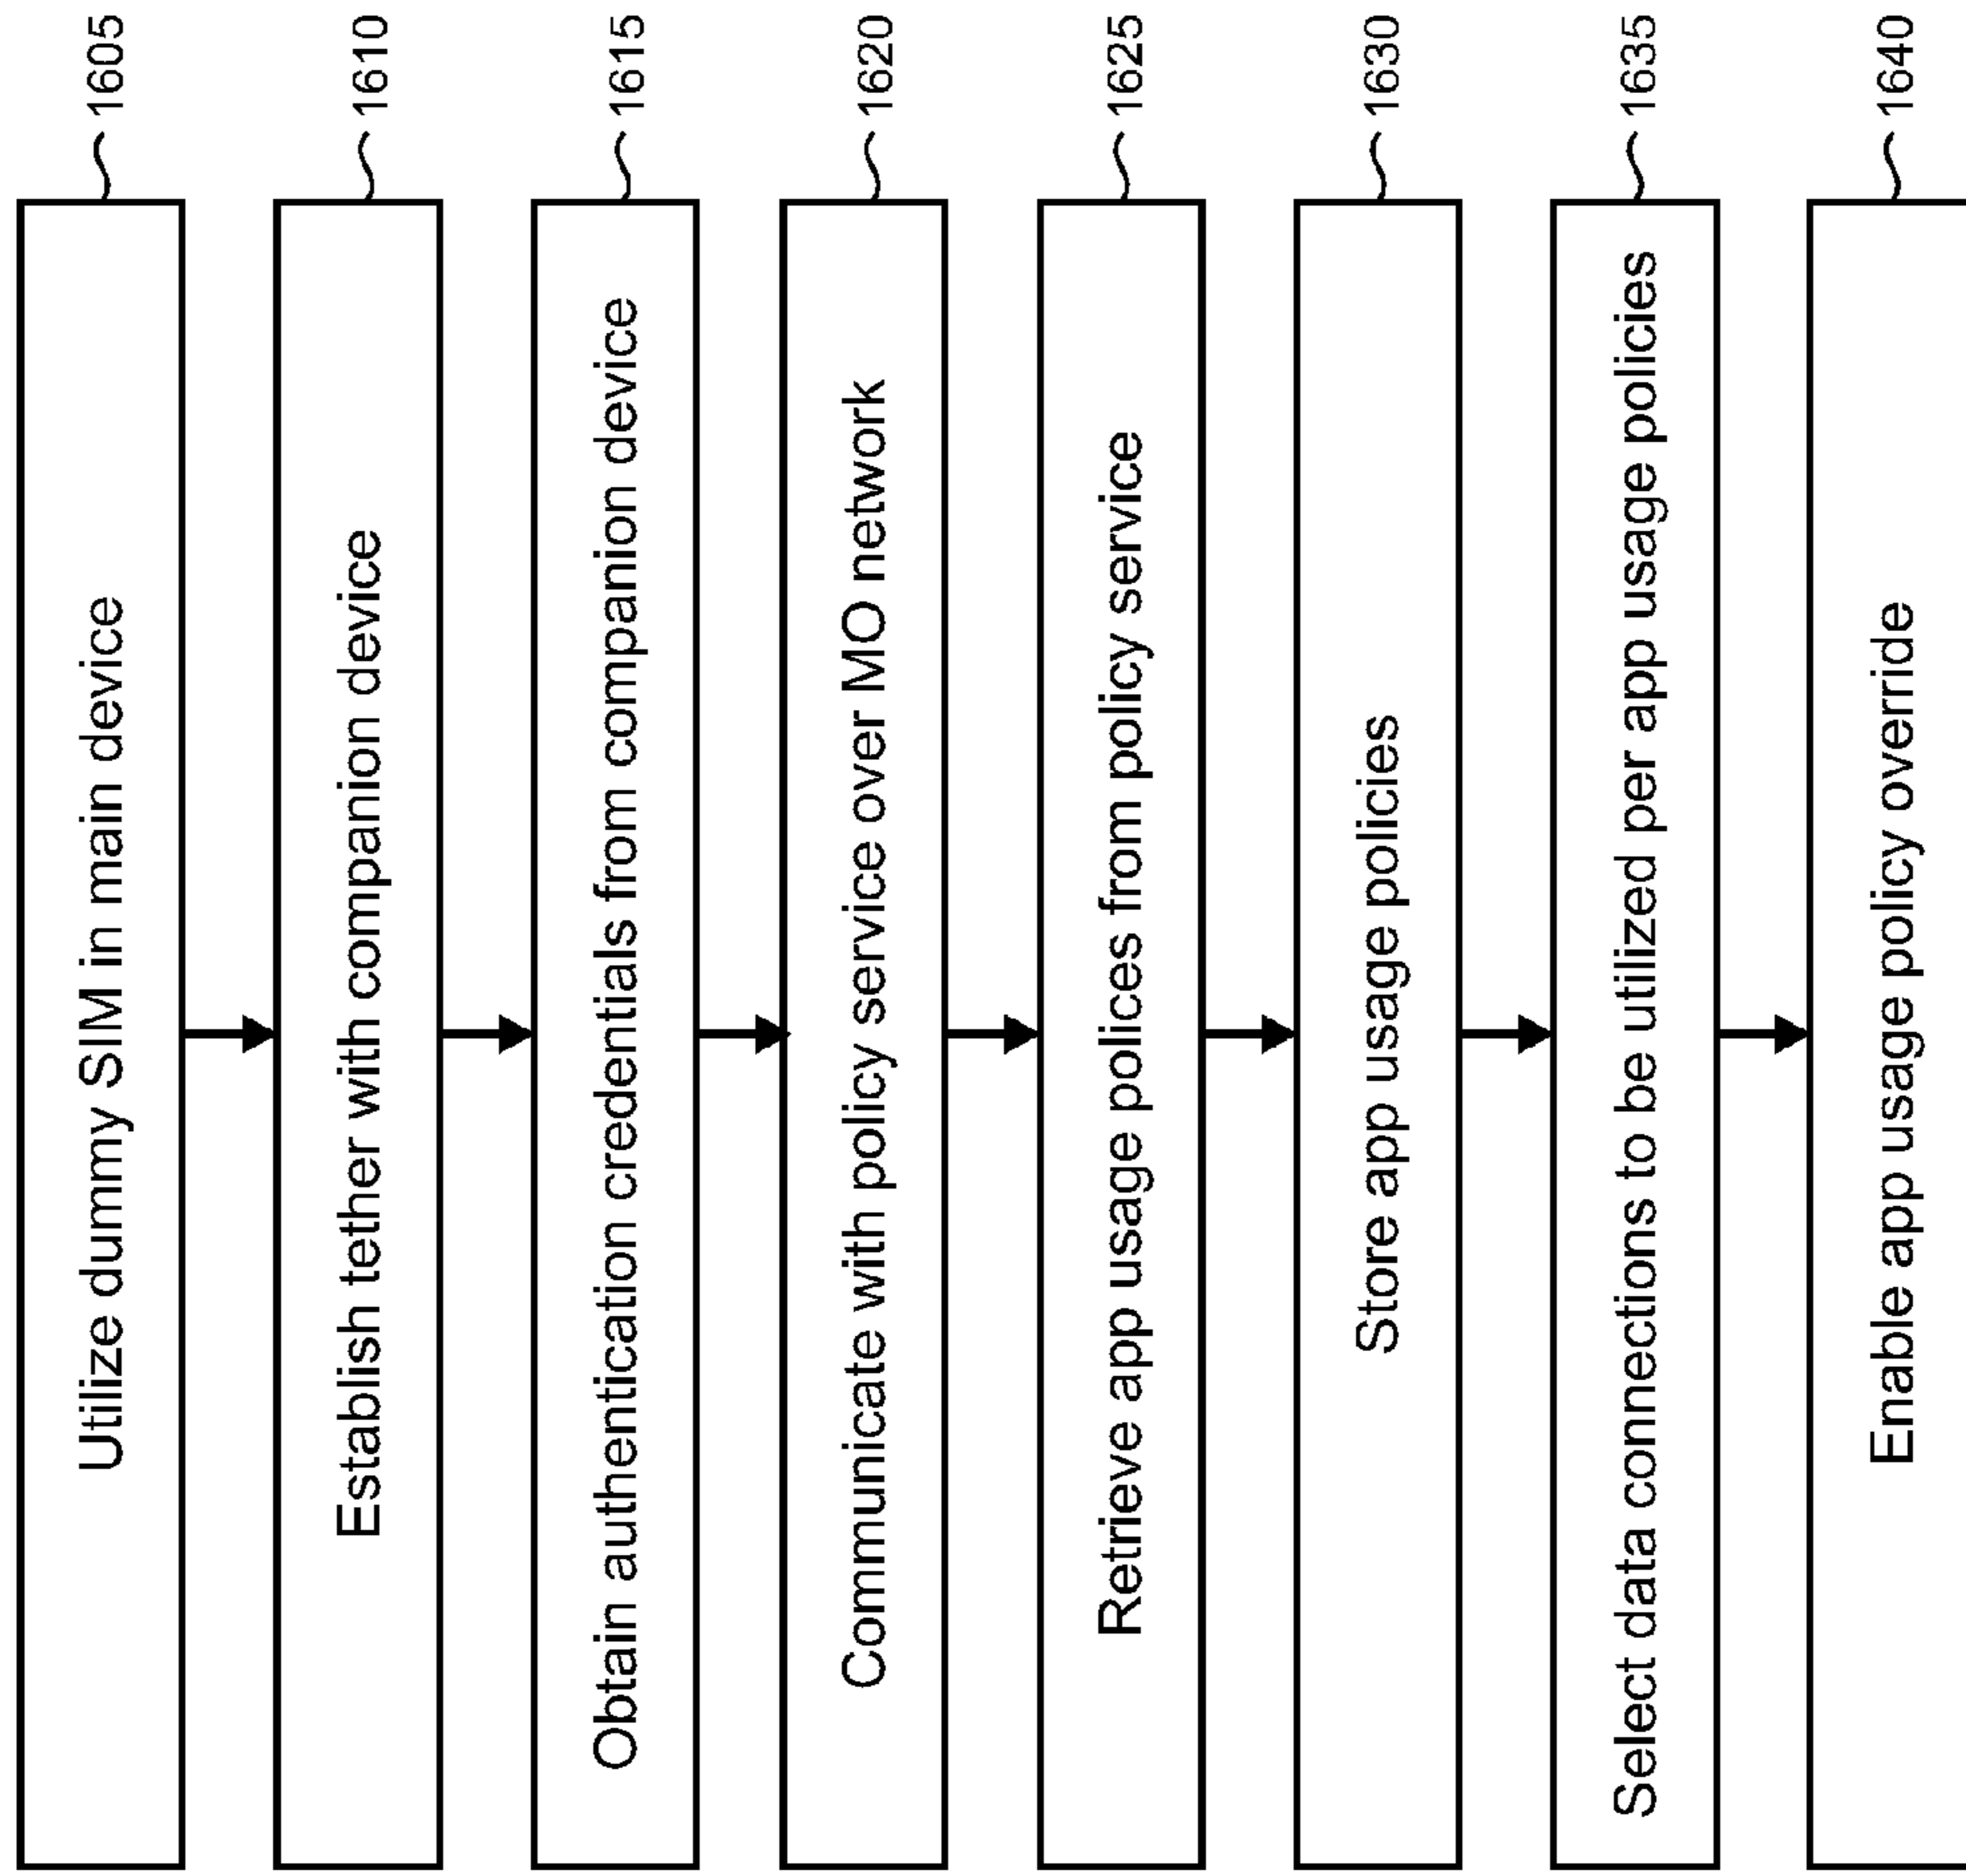 Utilize dummy SIM in main device
1605
Establish tether with companion device
1610
Obtain authentication credentials from companion device
1615
Communicate with policy service over MO network
1620
Retrieve app usage polices from policy service
1625
Store app usage policies
1630
Select data connections to be utilized per app usage policies
1635
Enable app usage policy override
1640